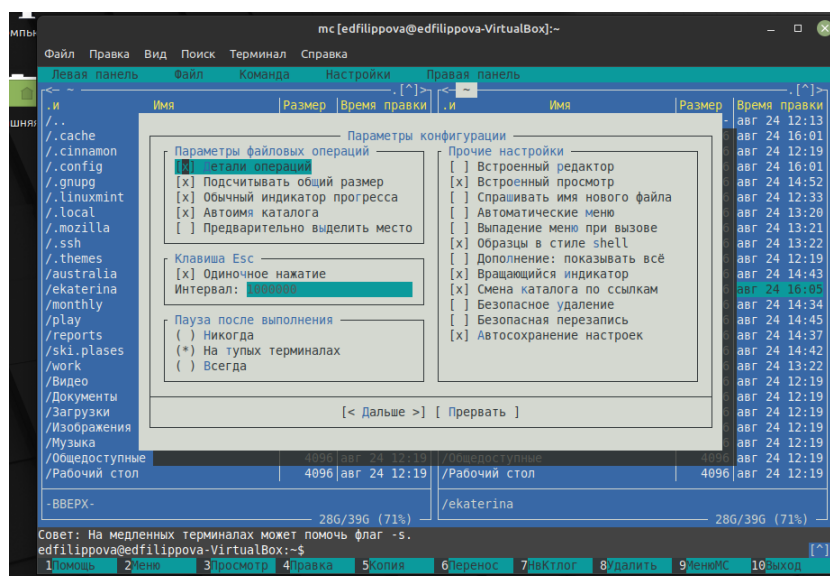 mc [edfilippova@edfilippova-VirtualBox]:~
Файл Правка Вид Поиск Терминал Справка
Левая панель Файл Команда Настройки Правая панель
<— ~ .[^]> <— ~ .[^]>
.и Имя Размер Время правки .и Имя Размер Время правки
/.. авг 24 12:13
/.cache авг 24 16:01
/.cinnamon авг 24 12:19
/.config авг 24 16:01
/.gnupg авг 24 14:52
/.linuxmint авг 24 12:33
/.local авг 24 13:20
/.mozilla авг 24 13:21
/.ssh авг 24 13:22
/.themes авг 24 12:19
/australia авг 24 14:43
/ekaterina авг 24 16:05
/monthly авг 24 14:34
/play авг 24 14:45
/reports авг 24 14:37
/ski.plases авг 24 14:42
/work авг 24 13:22
/Видео авг 24 12:19
/Документы авг 24 12:19
/Загрузки авг 24 12:19
/Изображения авг 24 12:19
/Музыка авг 24 12:19
/Общедоступные 4096 авг 24 12:19 /Общедоступные 4096 авг 24 12:19
/Рабочий стол 4096 авг 24 12:19 /Рабочий стол 4096 авг 24 12:19
Параметры конфигурации
Параметры файловых операций
[x] Детали операции
[x] Подсчитывать общий размер
[x] Обычный индикатор прогресса
[x] Автоимя каталога
[ ] Предварительно выделить место
Клавиша Esc
[x] Одиночное нажатие
Интервал: 1000000
Пауза после выполнения
( ) Никогда
(*) На тупых терминалах
( ) Всегда
Прочие настройки
[ ] Встроенный редактор
[x] Встроенный просмотр
[ ] Спрашивать имя нового файла
[ ] Автоматические меню
[ ] Выпадение меню при вызове
[x] Образцы в стиле shell
[ ] Дополнение: показывать всё
[x] Вращающийся индикатор
[x] Смена каталога по ссылкам
[ ] Безопасное удаление
[ ] Безопасная перезапись
[x] Автосохранение настроек
[< Дальше >] [ Прервать ]
-ВВЕРХ- /ekaterina
28G/39G (71%) 28G/39G (71%)
Совет: На медленных терминалах может помочь флаг -s.
edfilippova@edfilippova-VirtualBox:~$ [^]
1Помощь 2Меню 3Просмотр 4Правка 5Копия 6Перенос 7НвКтлог 8Удалить 9МенюМС 10Выход